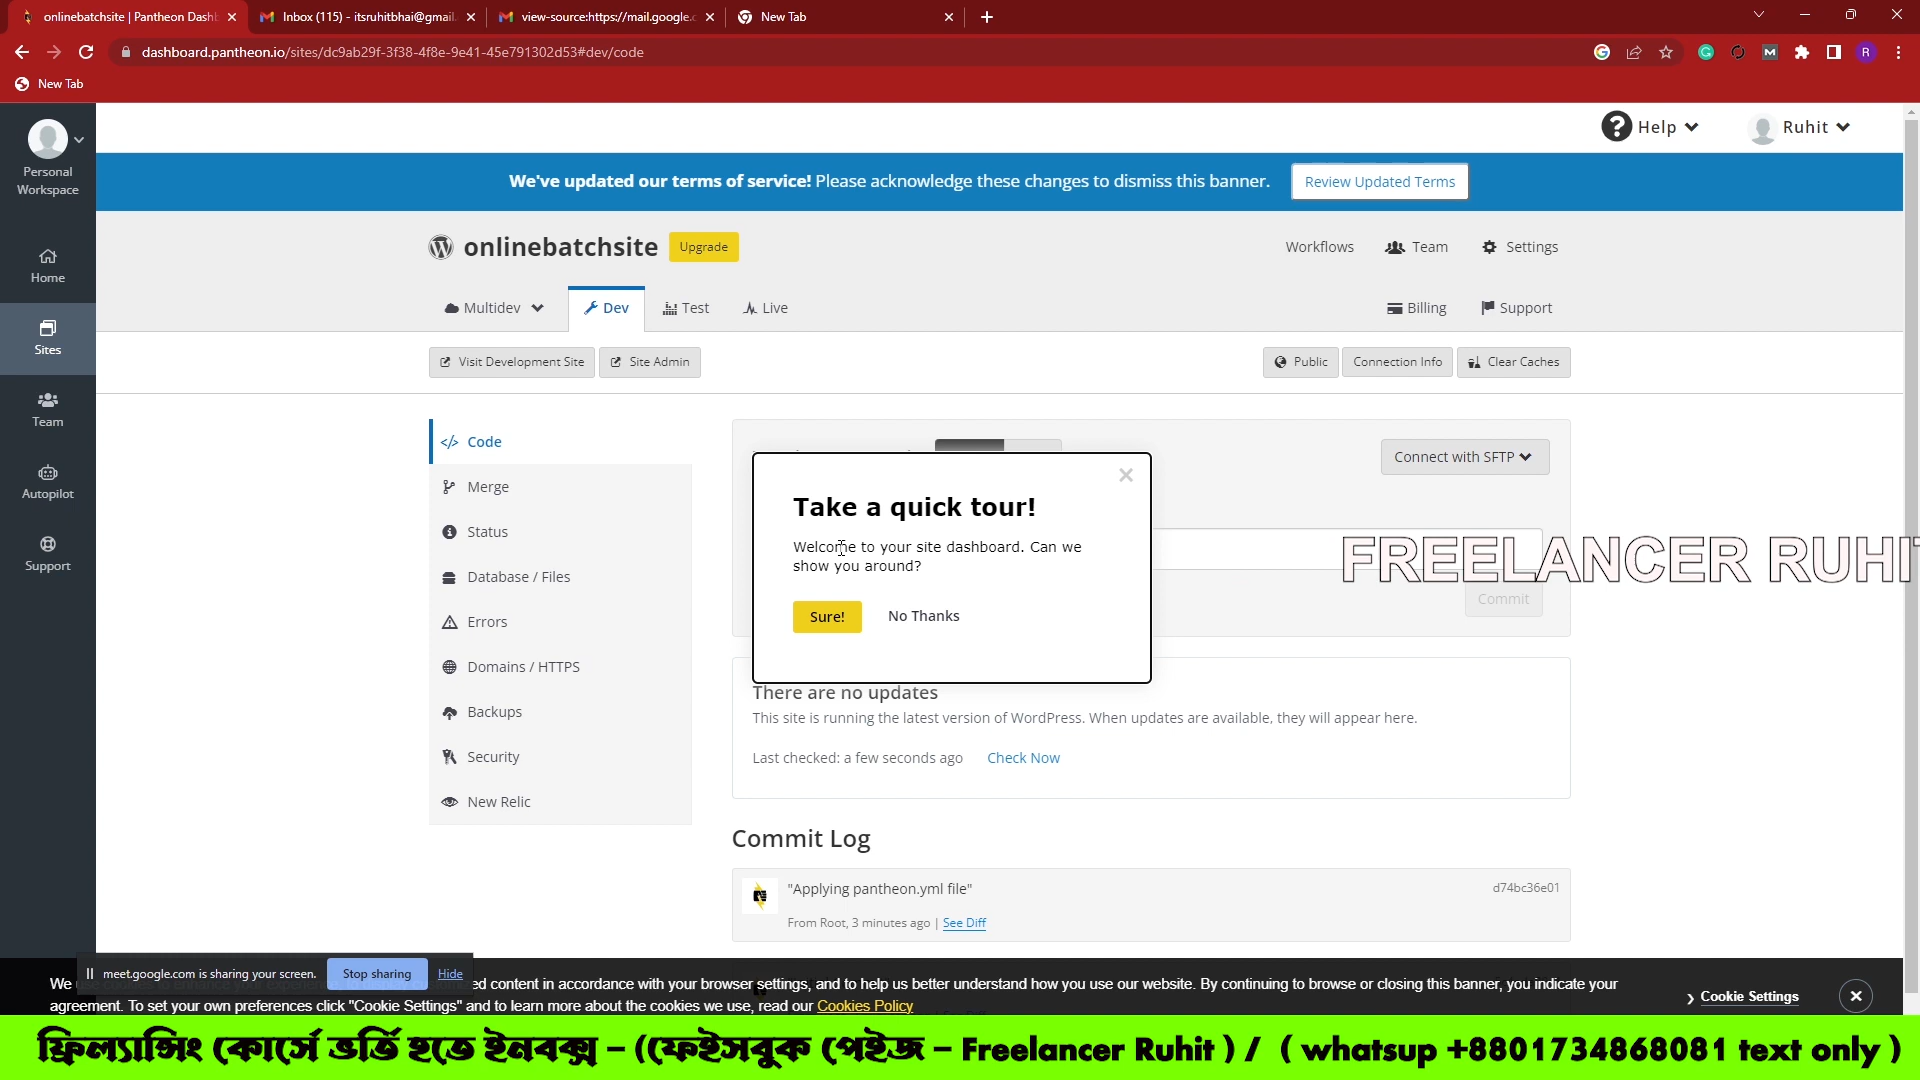 onlinebatchsite | Pantheon Dash
Inbox (115) - itsruhitbhai@gmail.
view-source:https://mail.google.c
New Tab
dashboard.pantheon.io/sites/dc9ab29f-3f38-4f8e-9e41-45e791302d53#dev/code
R
New Tab
Personal
Workspace
Help
Ruhit
We've updated our terms of service! Please acknowledge these changes to dismiss this banner.
Review Updated Terms
Home
onlinebatchsite
Upgrade
Workflows
Team
Settings
Sites
Multidev
Dev
Test
Live
Billing
Support
Visit Development Site
Site Admin
Public
Connection Info
Clear Caches
Team
Autopilot
Support
Code
Merge
Status
Database / Files
Errors
Domains / HTTPS
Backups
Security
New Relic
Connect with SFTP
Take a quick tour!
Welcome to your site dashboard. Can we
show you around?
Sure!
No Thanks
FREELANCER RUHIT
Commit
There are no updates
This site is running the latest version of WordPress. When updates are available, they will appear here.
Last checked: a few seconds ago
Check Now
Commit Log
"Applying pantheon.yml file"
d74bc36e01
From Root, 3 minutes ago | See Diff
meet.google.com is sharing your screen.
Stop sharing
Hide
We
ed content in accordance with your browser settings, and to help us better understand how you use our website. By continuing to browse or closing this banner, you indicate your
agreement. To set your own preferences click "Cookie Settings" and to learn more about the cookies we use, read our Cookies Policy
Cookie Settings
ফ্রিল্যান্সিং কোর্সে ভর্তি হতে ইনবক্স – ((ফেইসবুক পেইজ – Freelancer Ruhit ) / ( whatsup +8801734868081 text only )